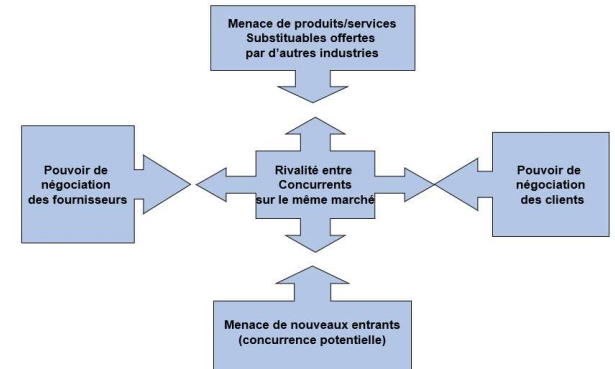 Menace de produits/services
Substituables offertes
par d'autres industries
Pouvoir de
négociation
des fournisseurs
Rivalité entre
Concurrents
sur le même marché
Pouvoir de
négociation
des clients
Menace de nouveaux entrants
(concurrence potentielle)